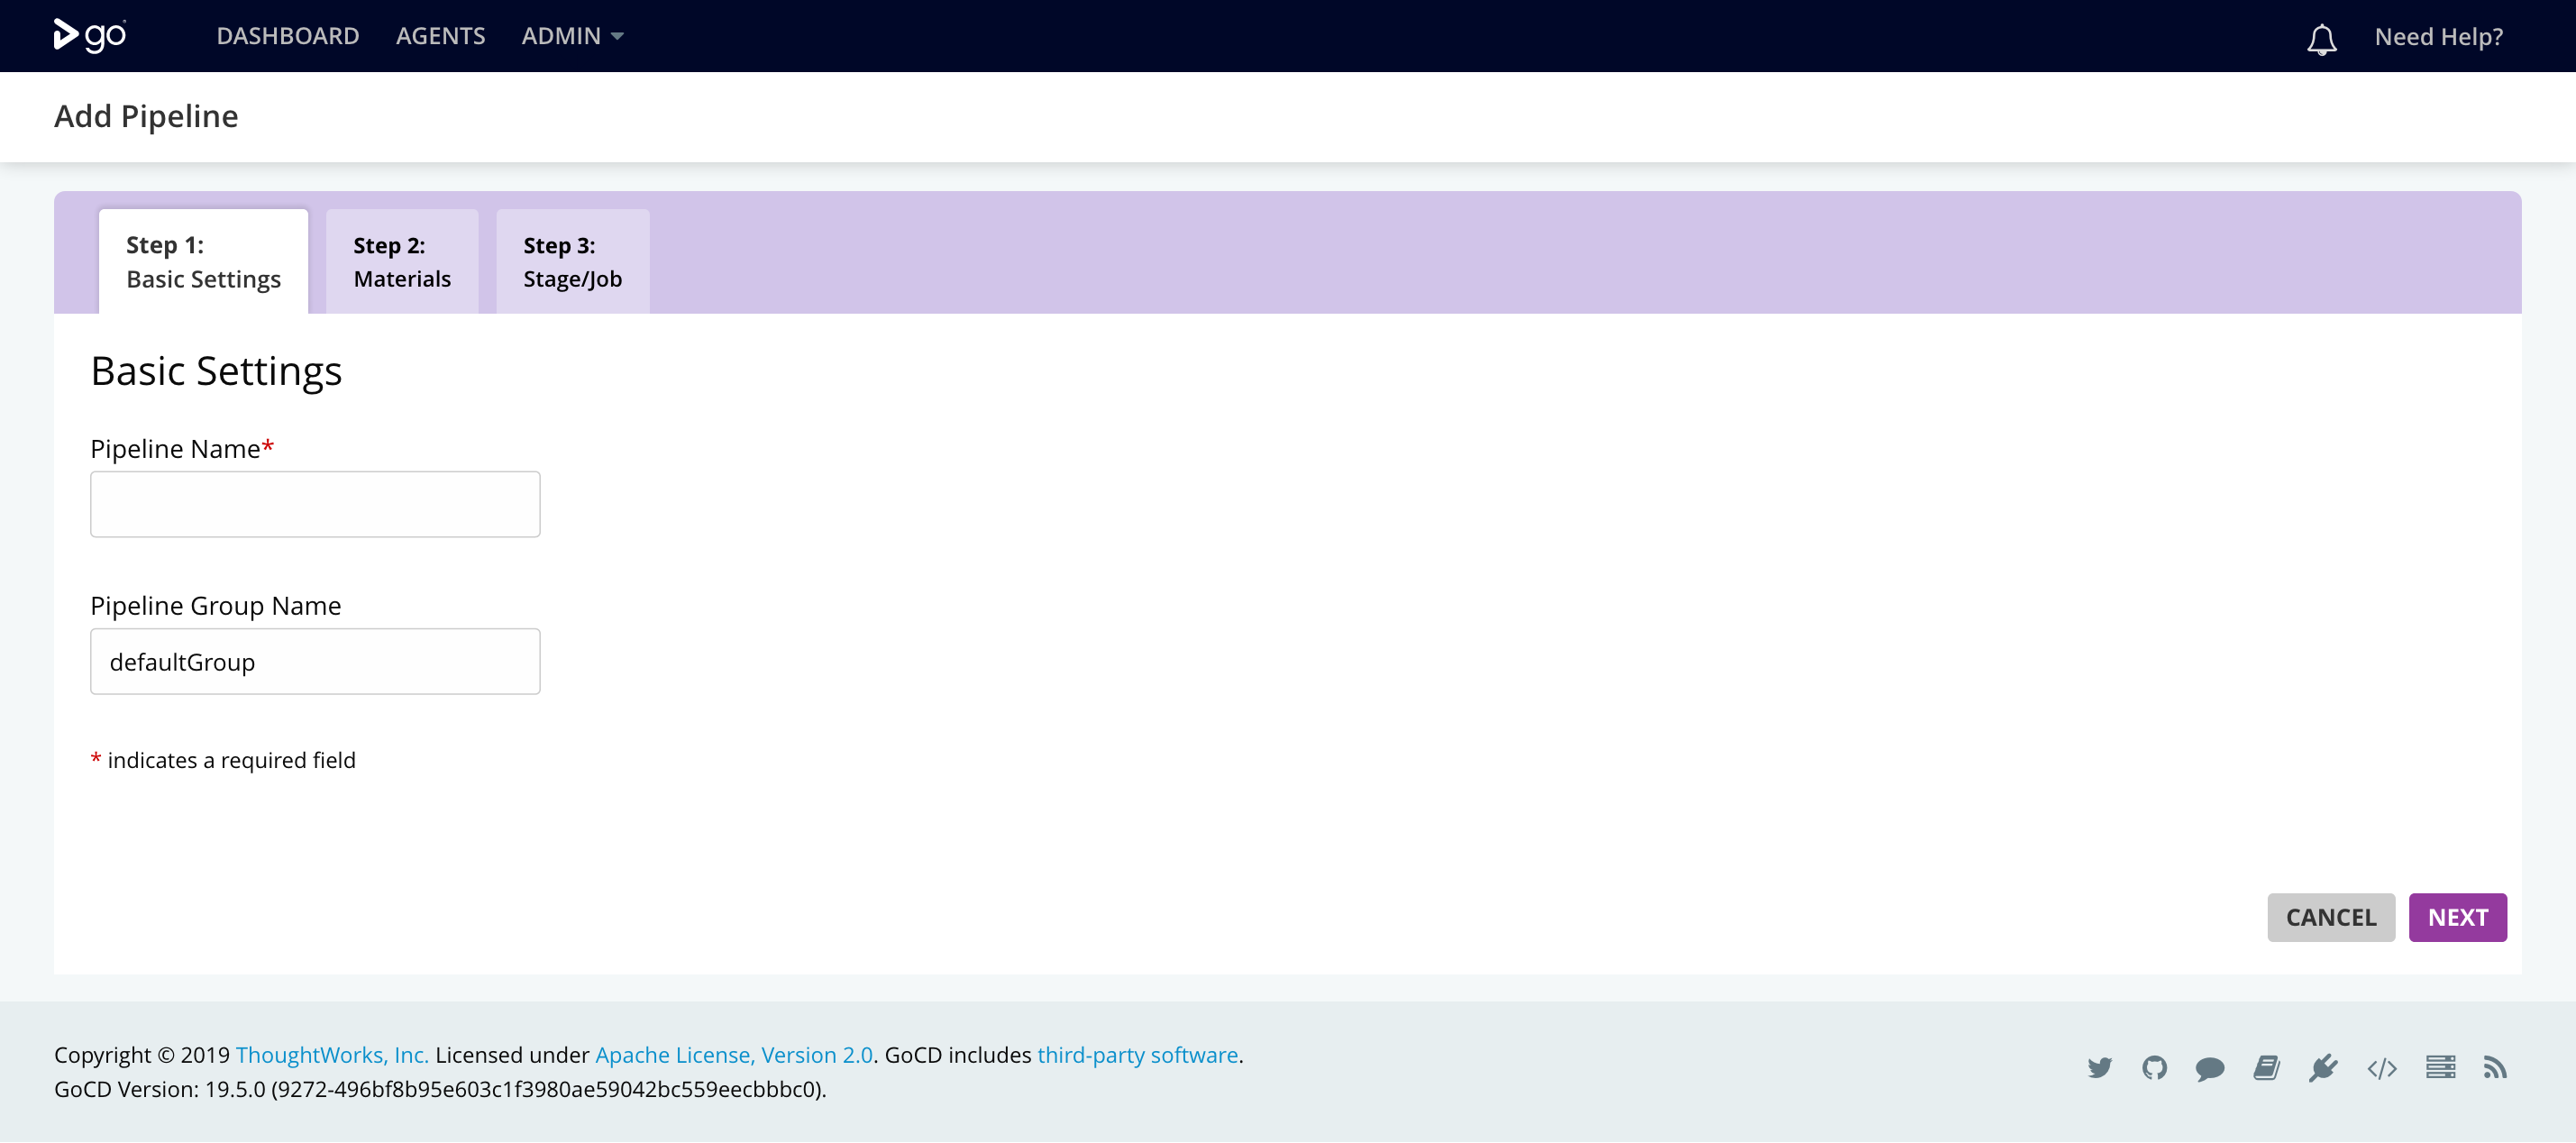 go
DASHBOARD AGENTS ADMIN
Need Help?
Add Pipeline
Step 1:
Basic Settings
Step 2:
Materials
Step 3:
Stage/Job
Basic Settings
Pipeline Name*
Pipeline Group Name
defaultGroup
* indicates a required field
CANCEL NEXT
Copyright © 2019 ThoughtWorks, Inc. Licensed under Apache License, Version 2.0. GoCD includes third-party software.
GoCD Version: 19.5.0 (9272-496bf8b95e603c1f3980ae59042bc559eecbbbc0).